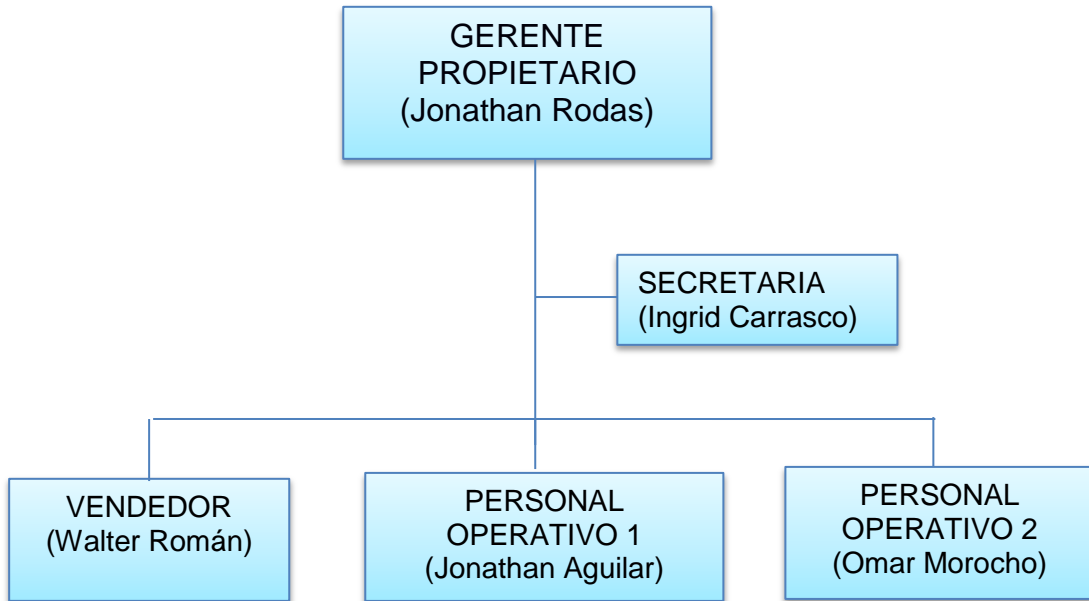 GERENTE
PROPIETARIO
(Jonathan Rodas)
SECRETARIA
(Ingrid Carrasco)
VENDEDOR
(Walter Román)
PERSONAL
OPERATIVO 1
(Jonathan Aguilar)
PERSONAL
OPERATIVO 2
(Omar Morocho)